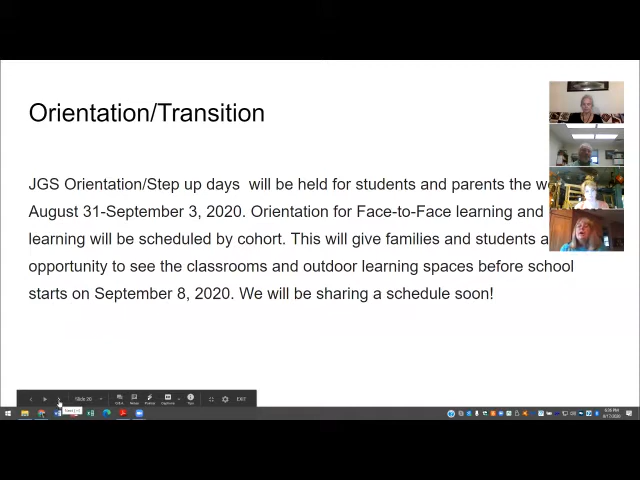 Orientation/Transition
JGS Orientation/Step up days will be held for students and parents the
August 31-September 3, 2020. Orientation for Face-to-Face learning and
learning will be scheduled by cohort. This will give families and students
opportunity to see the classrooms and outdoor learning spaces before school
starts on September 8, 2020. We will be sharing a schedule soon!
Slide 20
EXIT